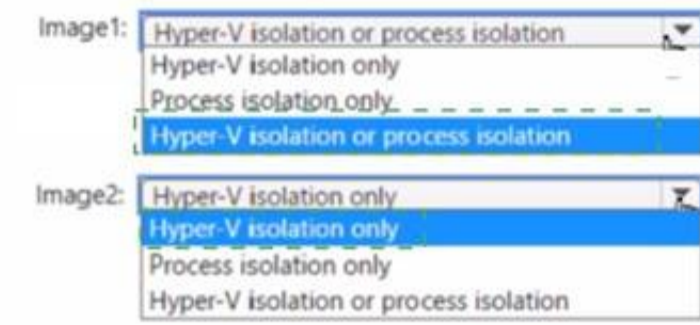 Image1: Hyper-V isolation or process isolation
Hyper-V isolation only
Process isolation only
Hyper-V isolation or process isolation
Image2: Hyper-V isolation only
Hyper-V isolation only
Process isolation only
Hyper-V isolation or process isolation